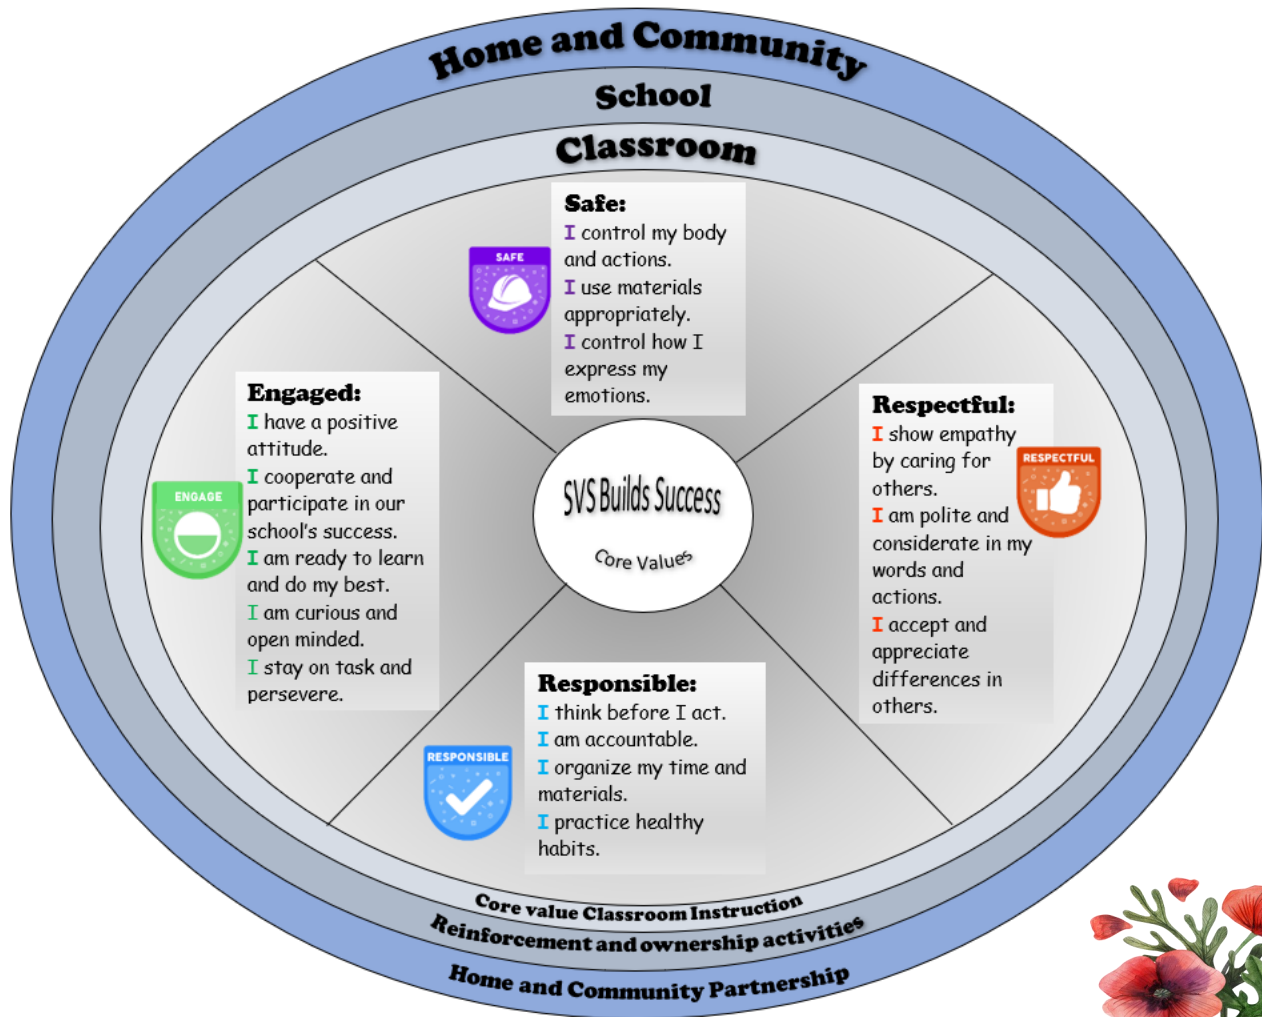 Home and Community
School
Classroom
Safe:
I control my body
and actions.
I use materials
appropriately.
I control how I
express my
emotions.
SAFE
Engaged:
I have a positive
attitude.
I cooperate and
participate in our
school's success.
I am ready to learn
and do my best.
I am curious and
open minded.
I stay on task and
persevere.
ENGAGE
SVS Builds Success
Core Values
Respectful:
I show empathy
by caring for
others.
I am polite and
considerate in my
words and
actions.
I accept and
appreciate
differences in
others.
RESPECTFUL
Responsible:
I think before I act.
I am accountable.
I organize my time and
materials.
I practice healthy
habits.
RESPONSIBLE
Core value Classroom Instruction
Reinforcement and ownership activities
Home and Community Partnership